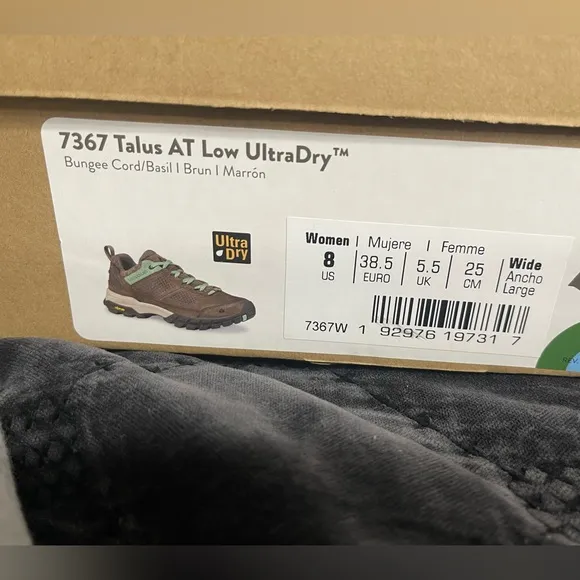 7367 Talus AT Low UltraDry™
Bungee Cord/Basil I Brun I Marrón
Ultra
Dry
Women I Mujere I Femme
8 38.5 5.5 25 Wide
US EURO UK CM Ancho
Large
7367W 1 92976 19731 7
REV.